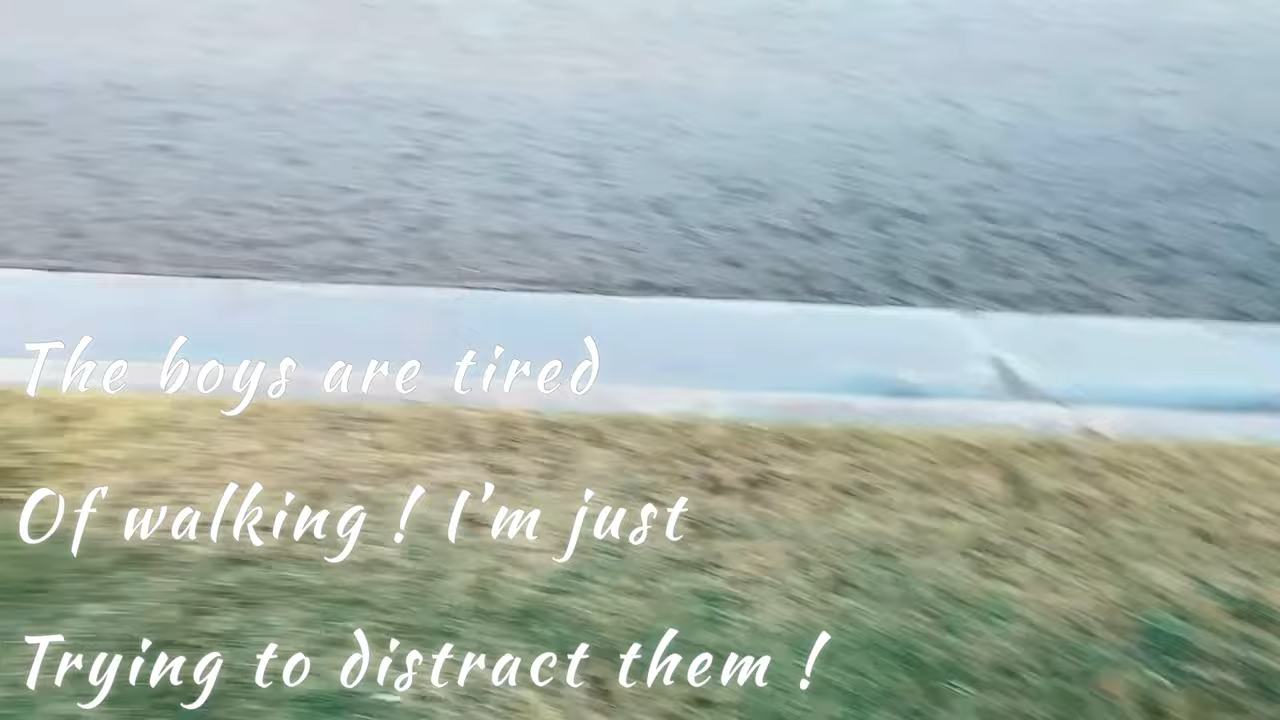 The boys are tired
Of walking ! I'm just
Trying to distract them !